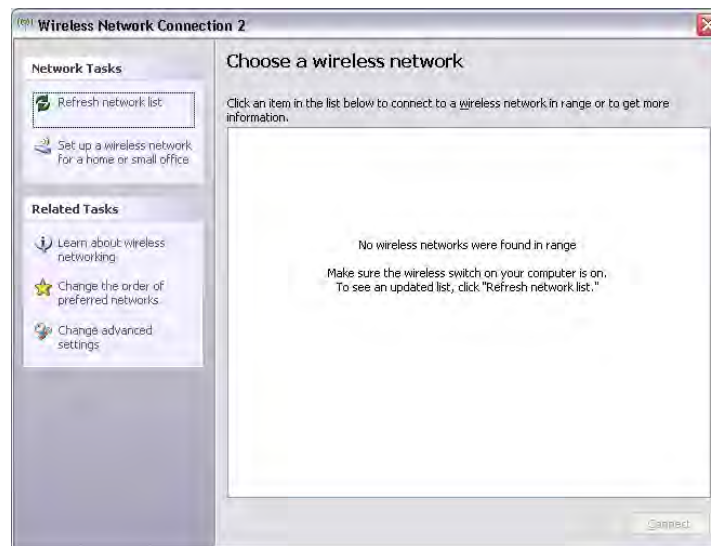 Wireless Network Connection 2
Network Tasks
Refresh network list
Set up a wireless network
for a home or small office
Related Tasks
Learn about wireless
networking
Change the order of
preferred networks
Change advanced
settings
Choose a wireless network
Click an item in the list below to connect to a wireless network in range or to get more
information.
No wireless networks were found in range
Make sure the wireless switch on your computer is on.
To see an updated list, click "Refresh network list."
Connect